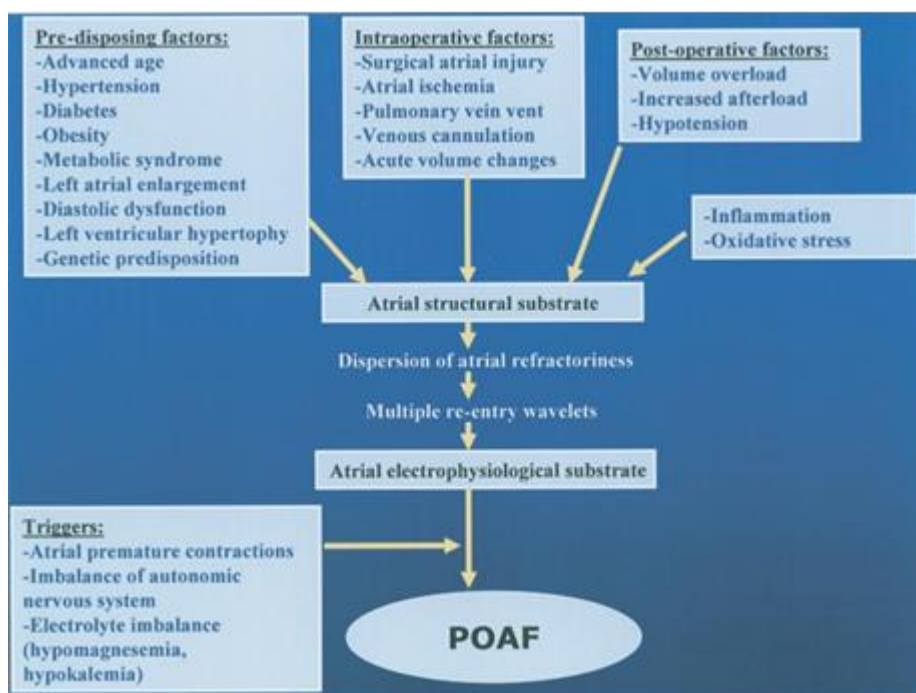 Pre-disposing factors:
-Advanced age
-Hypertension
-Diabetes
-Obesity
-Metabolic syndrome
-Left atrial enlargement
-Diastolic dysfunction
-Left ventricular hypertophy
-Genetic predisposition
Intraoperative factors:
-Surgical atrial injury
-Atrial ischemia
-Pulmonary vein vent
-Venous cannulation
-Acute volume changes
Post-operative factors:
-Volume overload
-Increased afterload
-Hypotension
-Inflammation
-Oxidative stress
Atrial structural substrate
Dispersion of atrial refractoriness
Multiple re-entry wavelets
Atrial electrophysiological substrate
Triggers:
-Atrial premature contractions
-Imbalance of autonomic
nervous system
-Electrolyte imbalance
(hypomagnesemia,
hypokalemia)
POAF